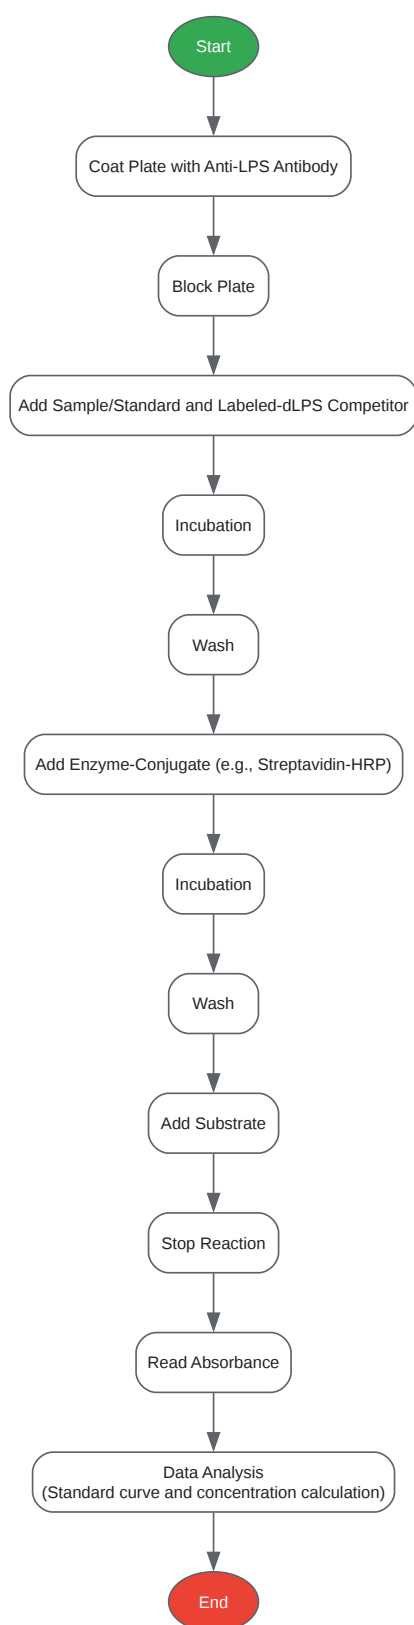 Start
Coat Plate with Anti-LPS Antibody
Block Plate
Add Sample/Standard and Labeled-dLPS Competitor
Incubation
Wash
Add Enzyme-Conjugate (e.g., Streptavidin-HRP)
Incubation
Wash
Add Substrate
Stop Reaction
Read Absorbance
Data Analysis
(Standard curve and concentration calculation)
End